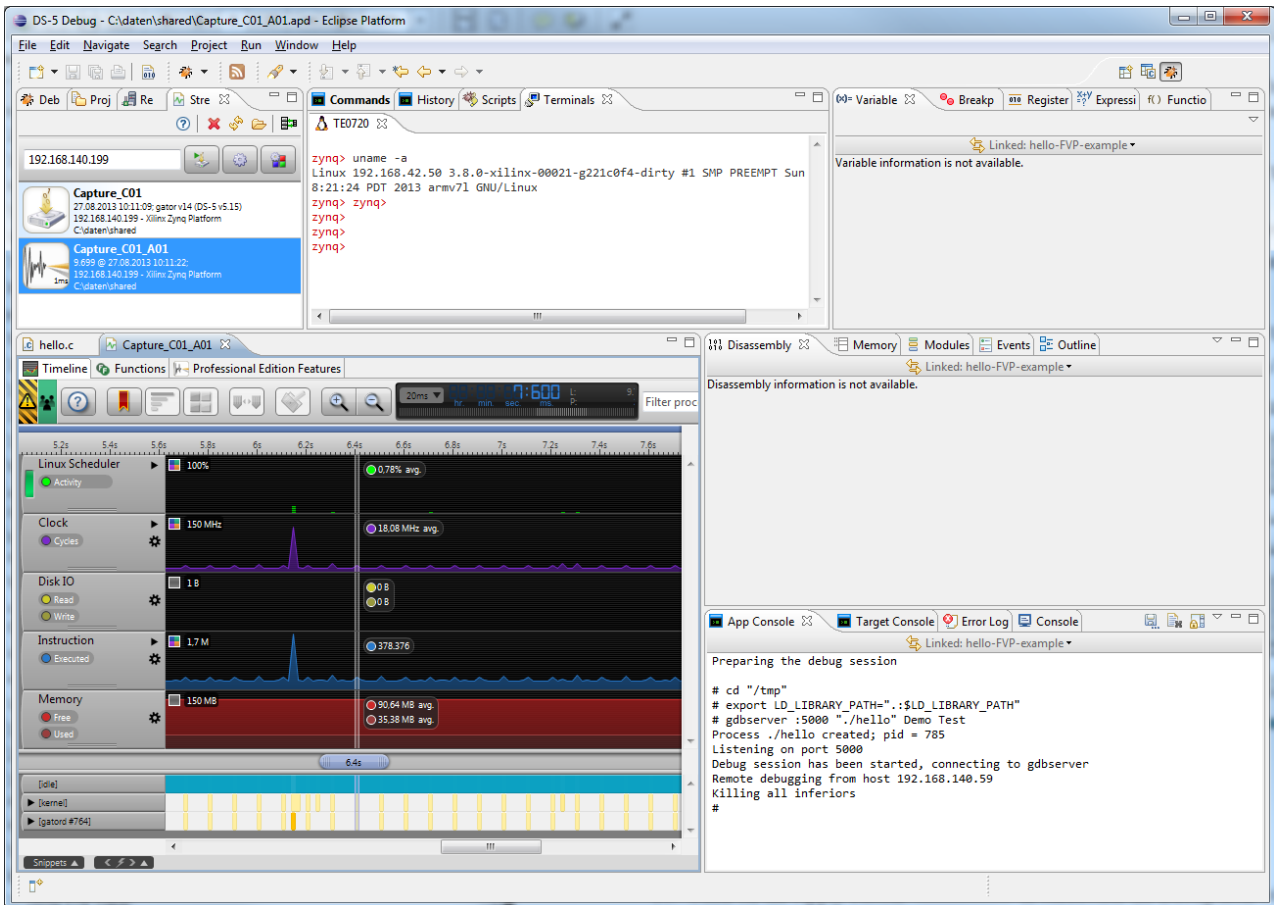 DS-5 Debug - C:\daten\shared\Capture_C01_A01.apd - Eclipse Platform
File Edit Navigate Search Project Run Window Help
Deb Proj Re Stre
192.168.140.199
Capture_C01
27.08.2013 10:11:09; gator v14 (DS-5 v5.15)
192.168.140.199 - Xilinx Zynq Platform
C:\daten\shared
Capture_C01_A01
9.699 @ 27.08.2013 10:11:22;
192.168.140.199 - Xilinx Zynq Platform
C:\daten\shared
1ms
Commands History Scripts Terminals
TE0720
zynq> uname -a
Linux 192.168.42.50 3.8.0-xilinx-00021-g221c0f4-dirty #1 SMP PREEMPT Sun
8:21:24 PDT 2013 armv7l GNU/Linux
zynq> zynq>
zynq>
zynq>
zynq>
(x)= Variable Breakp Register Expressi f() Functio
Linked: hello-FVP-example
Variable information is not available.
hello.c Capture_C01_A01
Timeline Functions Professional Edition Features
20ms 7:600 L: 9.
hr. min. sec. ms. P:
Filter proc
5.2s 5.4s 5.6s 5.8s 6s 6.2s 6.4s 6.6s 6.8s 7s 7.2s 7.4s 7.6s
Linux Scheduler 100%
Activity 0,78% avg.
Clock 150 MHz
Cycles 18,08 MHz avg.
Disk IO 1 B
Read 0 B
Write 0 B
Instruction 1,7 M
Executed 378.376
Memory 150 MB
Free 90,64 MB avg.
Used 35,38 MB avg.
6.4s
[idle]
[kernel]
[gatord #764]
Snippets
Disassembly Memory Modules Events Outline
Linked: hello-FVP-example
Disassembly information is not available.
App Console Target Console Error Log Console
Linked: hello-FVP-example
Preparing the debug session
# cd "/tmp"
# export LD_LIBRARY_PATH=".:$LD_LIBRARY_PATH"
# gdbserver :5000 "./hello" Demo Test
Process ./hello created; pid = 785
Listening on port 5000
Debug session has been started, connecting to gdbserver
Remote debugging from host 192.168.140.59
Killing all inferiors
#